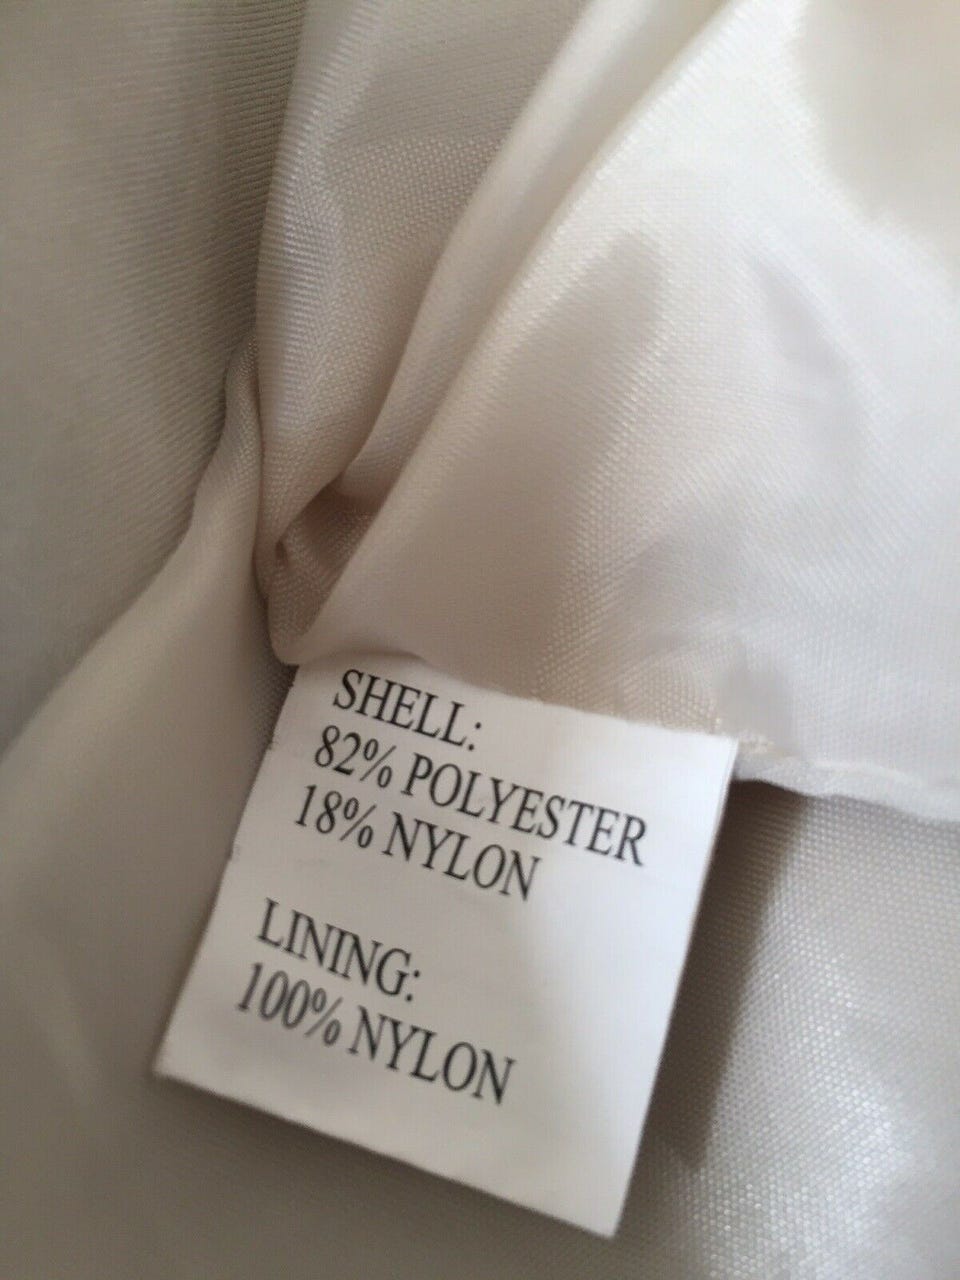 SHELL:
82% POLYESTER
18% NYLON
LINING:
100% NYLON